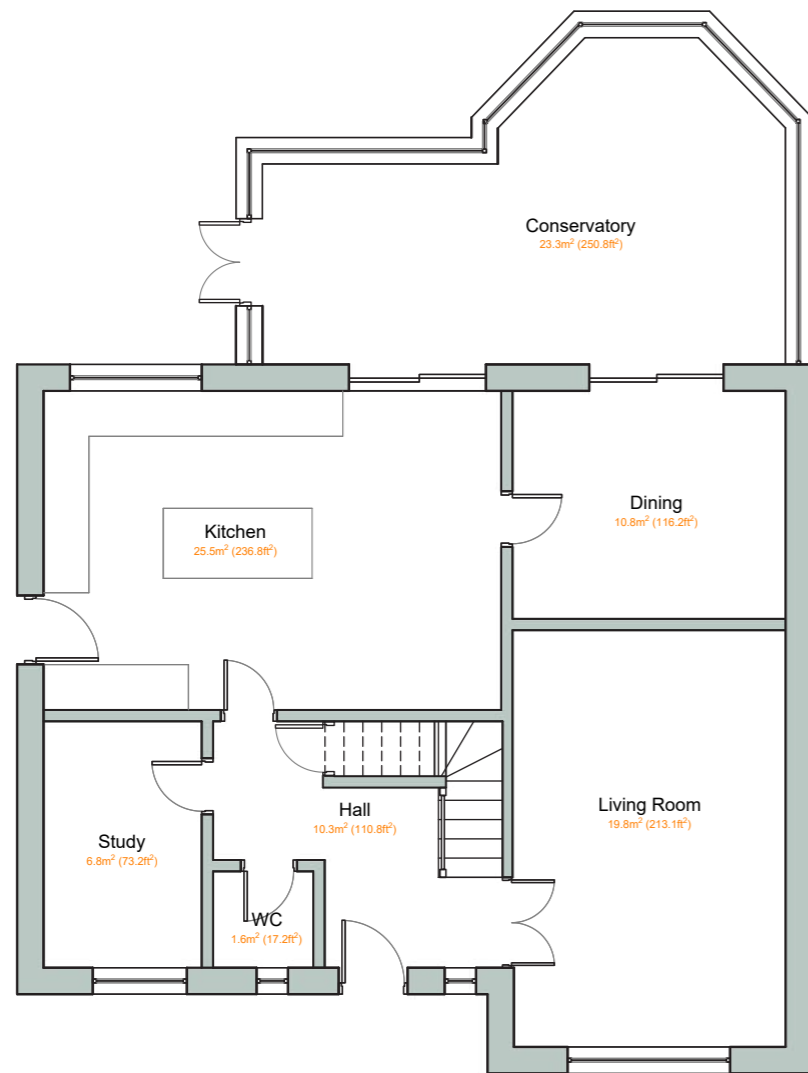 Conservatory
23.3m² (250.8ft²)
Dining
10.8m² (116.2ft²)
Kitchen
25.5m² (236.8ft²)
Hall
10.3m² (110.8ft²)
Living Room
19.8m² (213.1ft²)
Study
6.8m² (73.2ft²)
WC
1.6m² (17.2ft²)